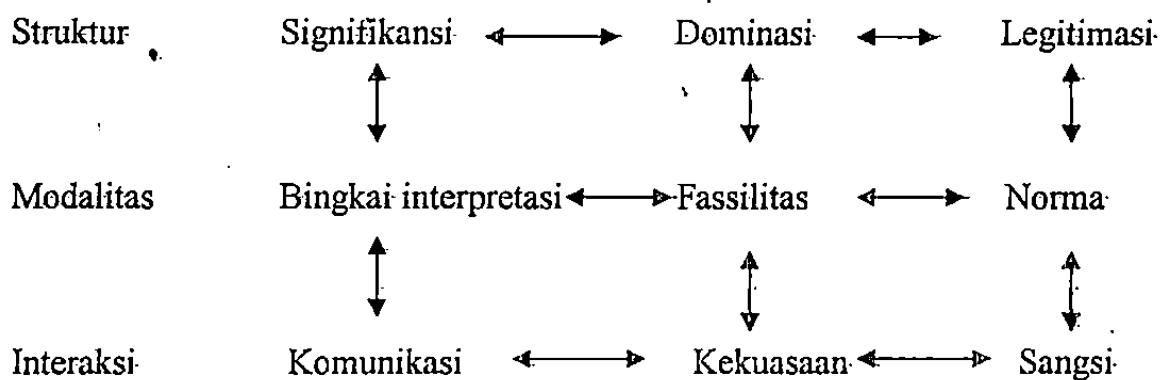 Struktur Signifikansi Dominasi Legitimasi
Modalitas Bingkai interpretasi Fassilitas Norma
Interaksi Komunikasi Kekuasaan Sangsi